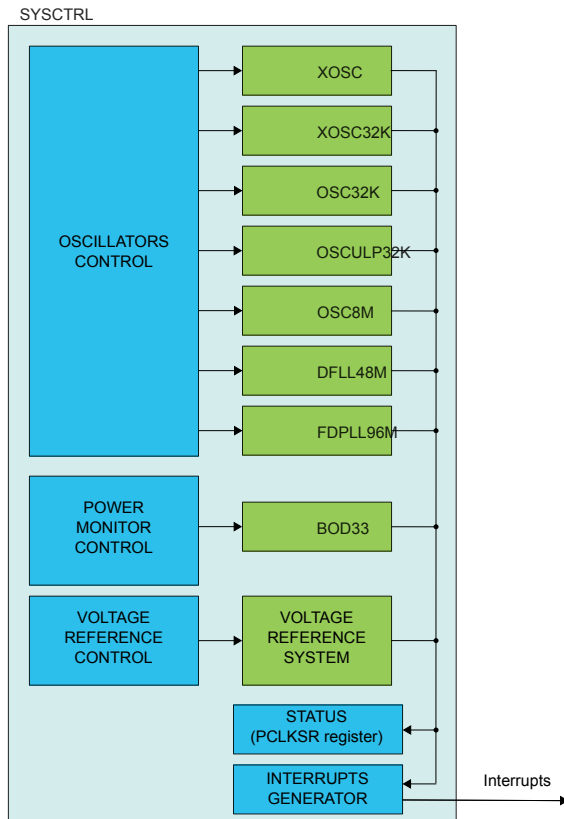 SYSCTRL
OSCILLATORS
CONTROL
XOSC
XOSC32K
OSC32K
OSCULP32K
OSC8M
DFLL48M
FDPLL96M
POWER
MONITOR
CONTROL
BOD33
VOLTAGE
REFERENCE
CONTROL
VOLTAGE
REFERENCE
SYSTEM
STATUS
(PCLKSR register)
INTERRUPTS
GENERATOR
Interrupts